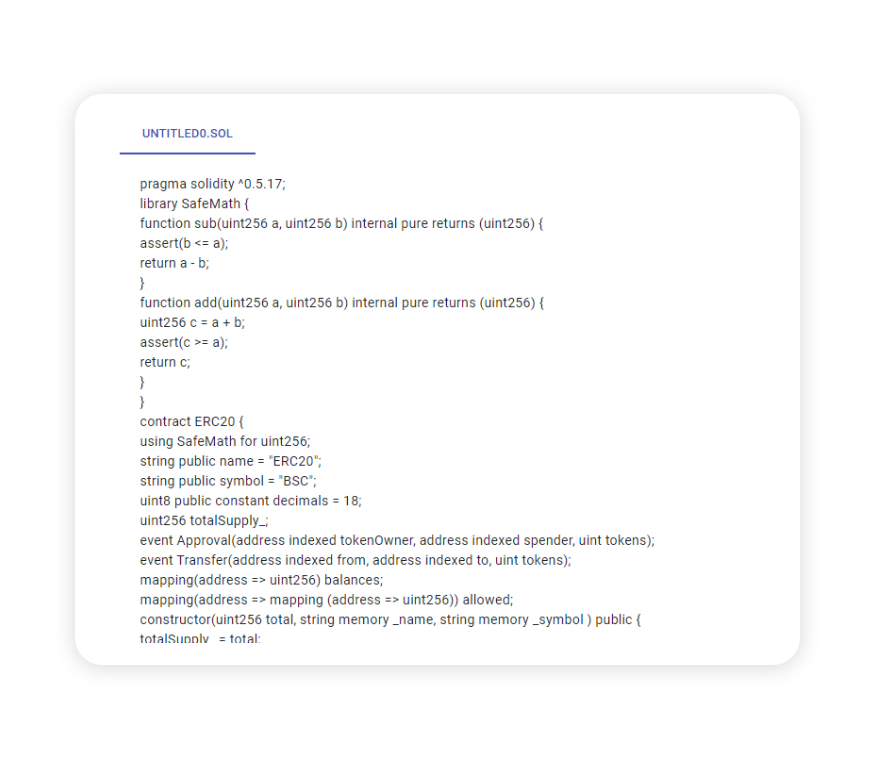 UNTITLED0.SOL
pragma solidity ^0.5.17;
library SafeMath {
function sub(uint256 a, uint256 b) internal pure returns (uint256) {
assert(b <= a);
return a - b;
}
function add(uint256 a, uint256 b) internal pure returns (uint256) {
uint256 c = a + b;
assert(c >= a);
return c;
}
}
contract ERC20 {
using SafeMath for uint256;
string public name = "ERC20";
string public symbol = "BSC";
uint8 public constant decimals = 18;
uint256 totalSupply_;
event Approval(address indexed tokenOwner, address indexed spender, uint tokens);
event Transfer(address indexed from, address indexed to, uint tokens);
mapping(address => uint256) balances;
mapping(address => mapping (address => uint256)) allowed;
constructor(uint256 total, string memory _name, string memory _symbol ) public {
totalSupply_ = total;